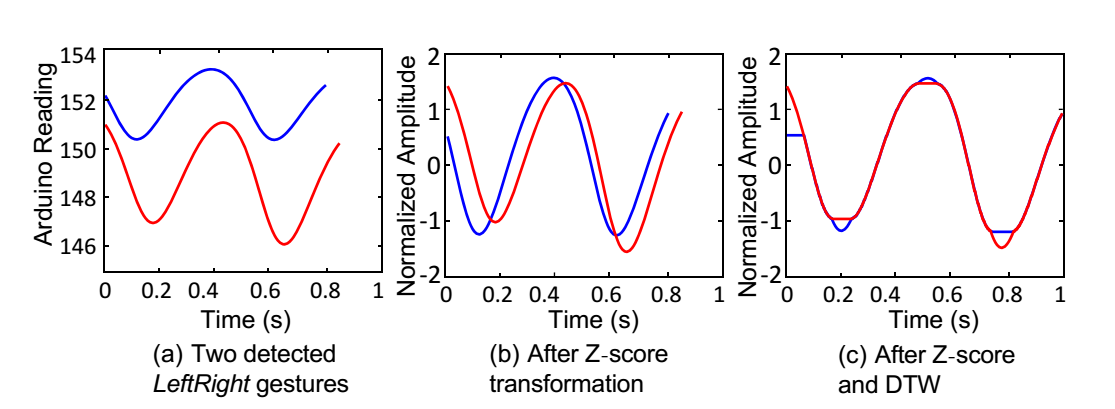 Arduino Reading
154
152
150
148
146
0 0.2 0.4 0.6 0.8 1
Time (s)
(a) Two detected
LeftRight gestures
Normalized Amplitude
2
1
0
-1
-2
0 0.2 0.4 0.6 0.8 1
Time (s)
(b) After Z-score
transformation
Normalized Amplitude
2
1
0
-1
-2
0 0.2 0.4 0.6 0.8 1
Time (s)
(c) After Z-score
and DTW